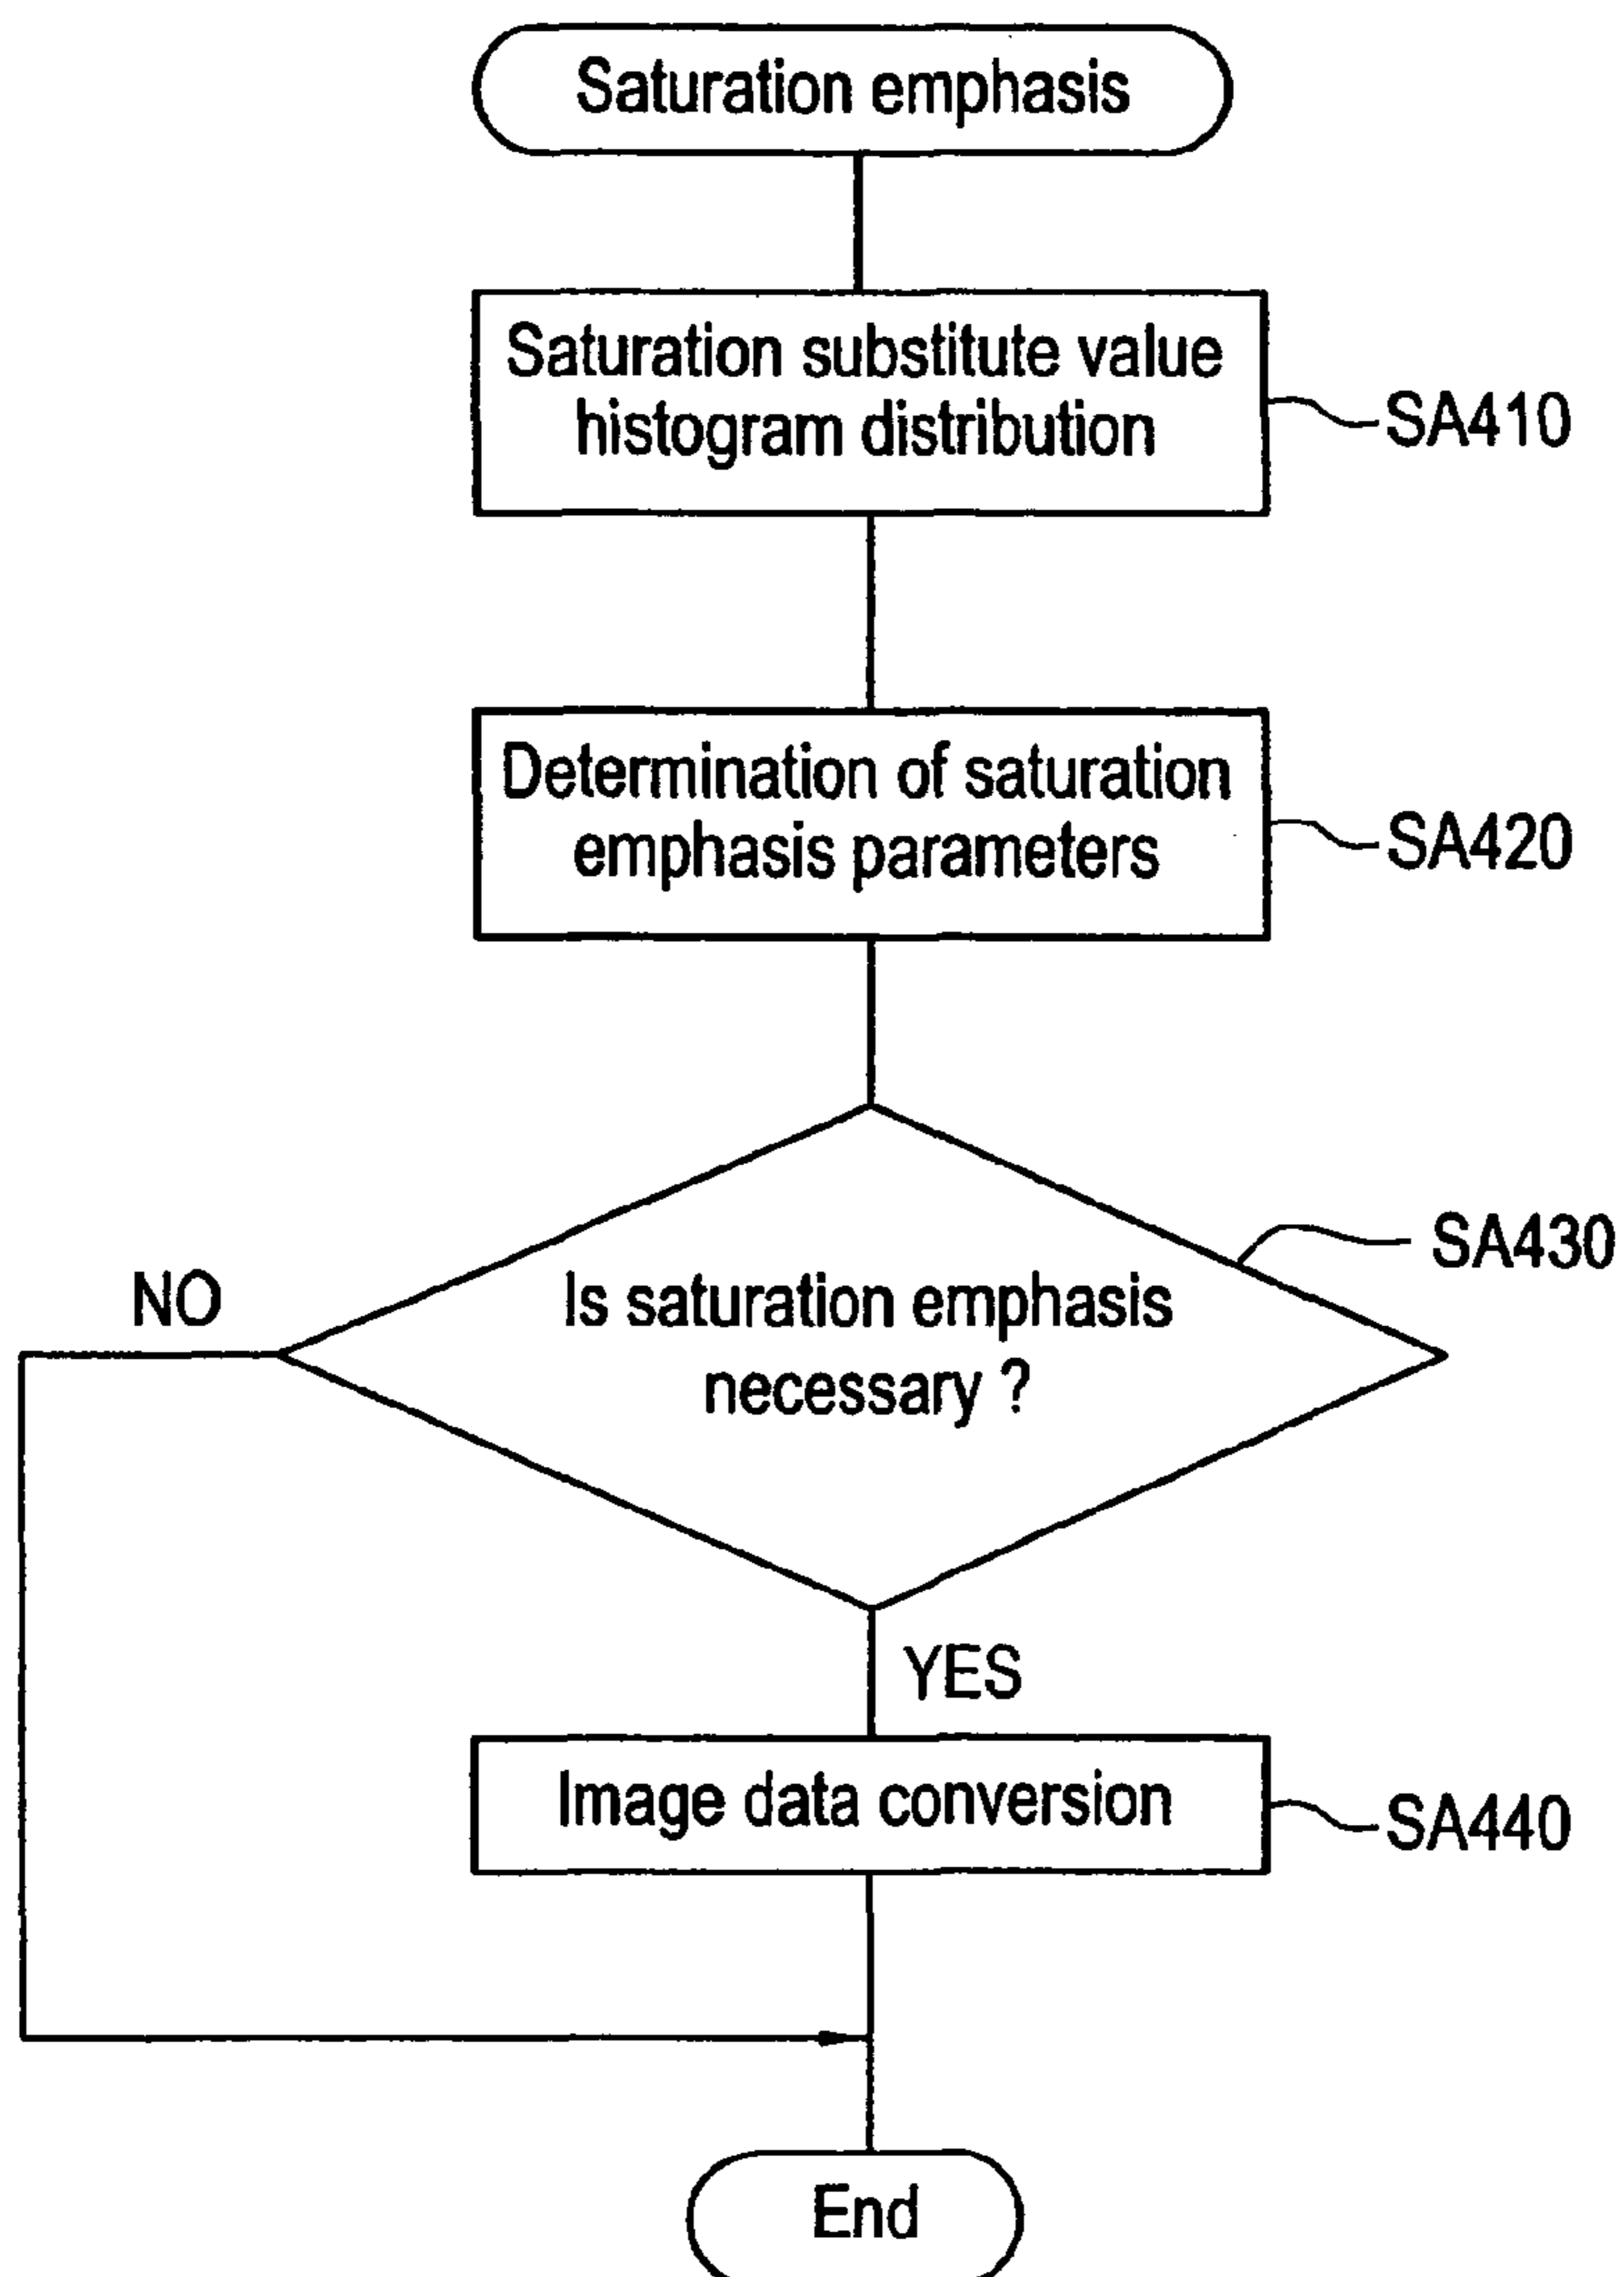 Saturation emphasis
Saturation substitute value
histogram distribution
SA410
Determination of saturation
emphasis parameters
SA420
SA430
NO
Is saturation emphasis
necessary ?
YES
Image data conversion
SA440
End